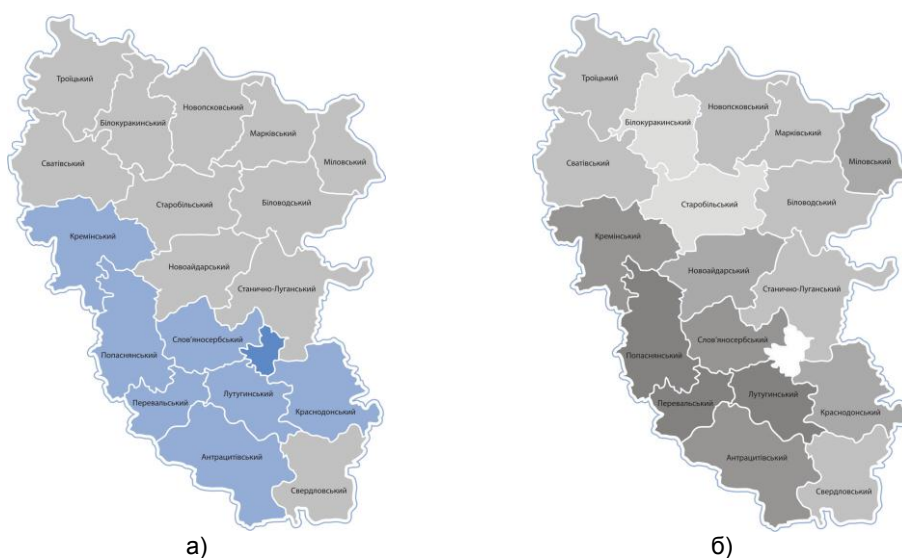 Троїцький
Білокуракинський
Новопсковський
Марківський
Міловський
Сватівський
Старобільський
Біловодський
Кремінський
Новоайдарський
Станично-Луганський
Слов'яносербський
Попаснянський
Перевальський
Лутугинський
Краснодонський
Антрацитівський
Свердловський
а)
Троїцький
Білокуракинський
Новопсковський
Марківський
Міловський
Сватівський
Старобільський
Біловодський
Кремінський
Новоайдарський
Станично-Луганський
Слов'яносербський
Попаснянський
Перевальський
Лутугинський
Краснодонський
Антрацитівський
Свердловський
б)